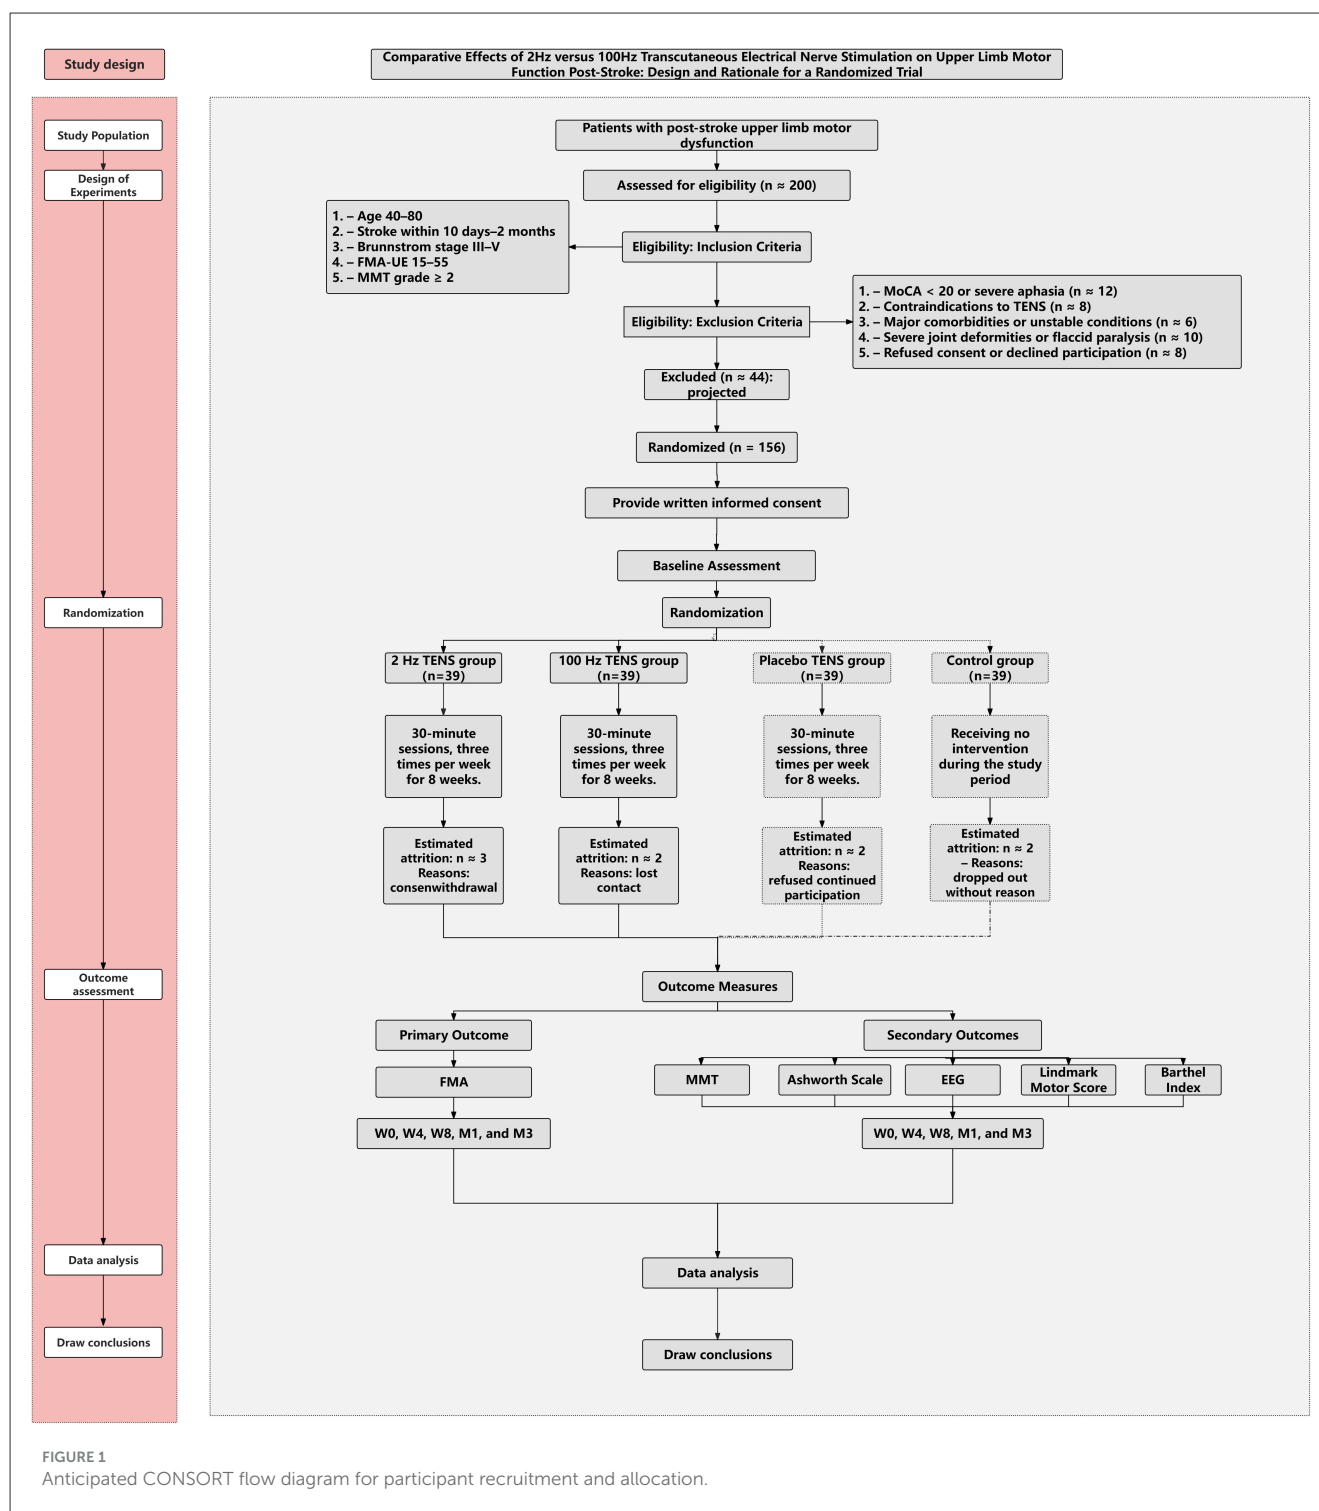 Study design
Comparative Effects of 2Hz versus 100Hz Transcutaneous Electrical Nerve Stimulation on Upper Limb Motor
Function Post-Stroke: Design and Rationale for a Randomized Trial
Study Population
Design of
Experiments
Randomization
Outcome
assessment
Data analysis
Draw conclusions
Patients with post-stroke upper limb motor
dysfunction
Assessed for eligibility (n ≈ 200)
1. – Age 40–80
2. – Stroke within 10 days–2 months
3. – Brunnstrom stage III–V
4. – FMA-UE 15–55
5. – MMT grade ≥ 2
Eligibility: Inclusion Criteria
1. – MoCA < 20 or severe aphasia (n ≈ 12)
2. – Contraindications to TENS (n ≈ 8)
3. – Major comorbidities or unstable conditions (n ≈ 6)
4. – Severe joint deformities or flaccid paralysis (n ≈ 10)
5. – Refused consent or declined participation (n ≈ 8)
Eligibility: Exclusion Criteria
Excluded (n ≈ 44):
projected
Randomized (n = 156)
Provide written informed consent
Baseline Assessment
Randomization
2 Hz TENS group
(n=39)
100 Hz TENS group
(n=39)
Placebo TENS group
(n=39)
Control group
(n=39)
30-minute
sessions, three
times per week
for 8 weeks.
30-minute
sessions, three
times per week
for 8 weeks.
30-minute
sessions, three
times per week
for 8 weeks.
Receiving no
intervention
during the study
period
Estimated
attrition: n ≈ 3
Reasons:
consenwithdrawal
Estimated
attrition: n ≈ 2
Reasons: lost
contact
Estimated
attrition: n ≈ 2
Reasons:
refused continued
participation
Estimated
attrition: n ≈ 2
– Reasons:
dropped out
without reason
Outcome Measures
Primary Outcome
Secondary Outcomes
FMA
MMT
Ashworth Scale
EEG
Lindmark
Motor Score
Barthel
Index
W0, W4, W8, M1, and M3
W0, W4, W8, M1, and M3
Data analysis
Draw conclusions
FIGURE 1
Anticipated CONSORT flow diagram for participant recruitment and allocation.